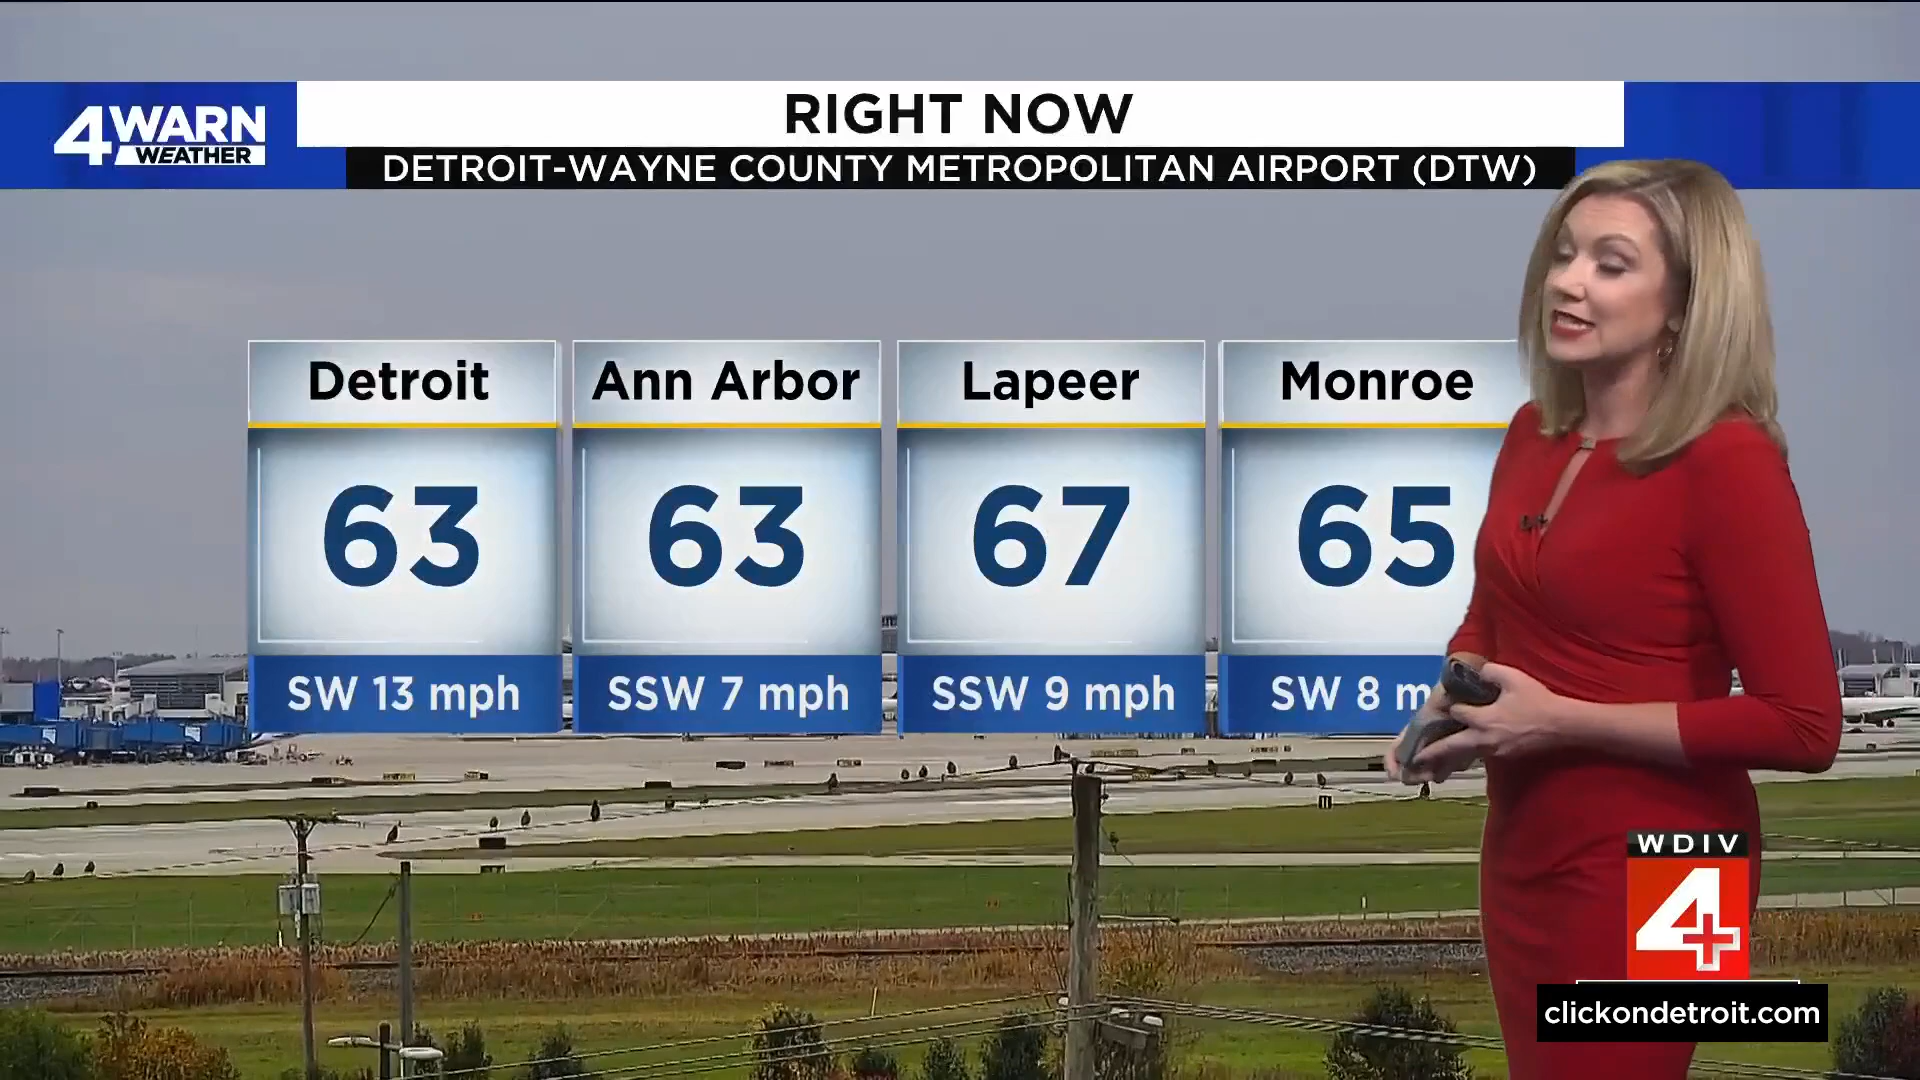 4WARN
WEATHER
RIGHT NOW
DETROIT-WAYNE COUNTY METROPOLITAN AIRPORT (DTW)
Detroit
63
SW 13 mph
Ann Arbor
63
SSW 7 mph
Lapeer
67
SSW 9 mph
Monroe
65
SW 8 m
WDIV
4+
clickondetroit.com